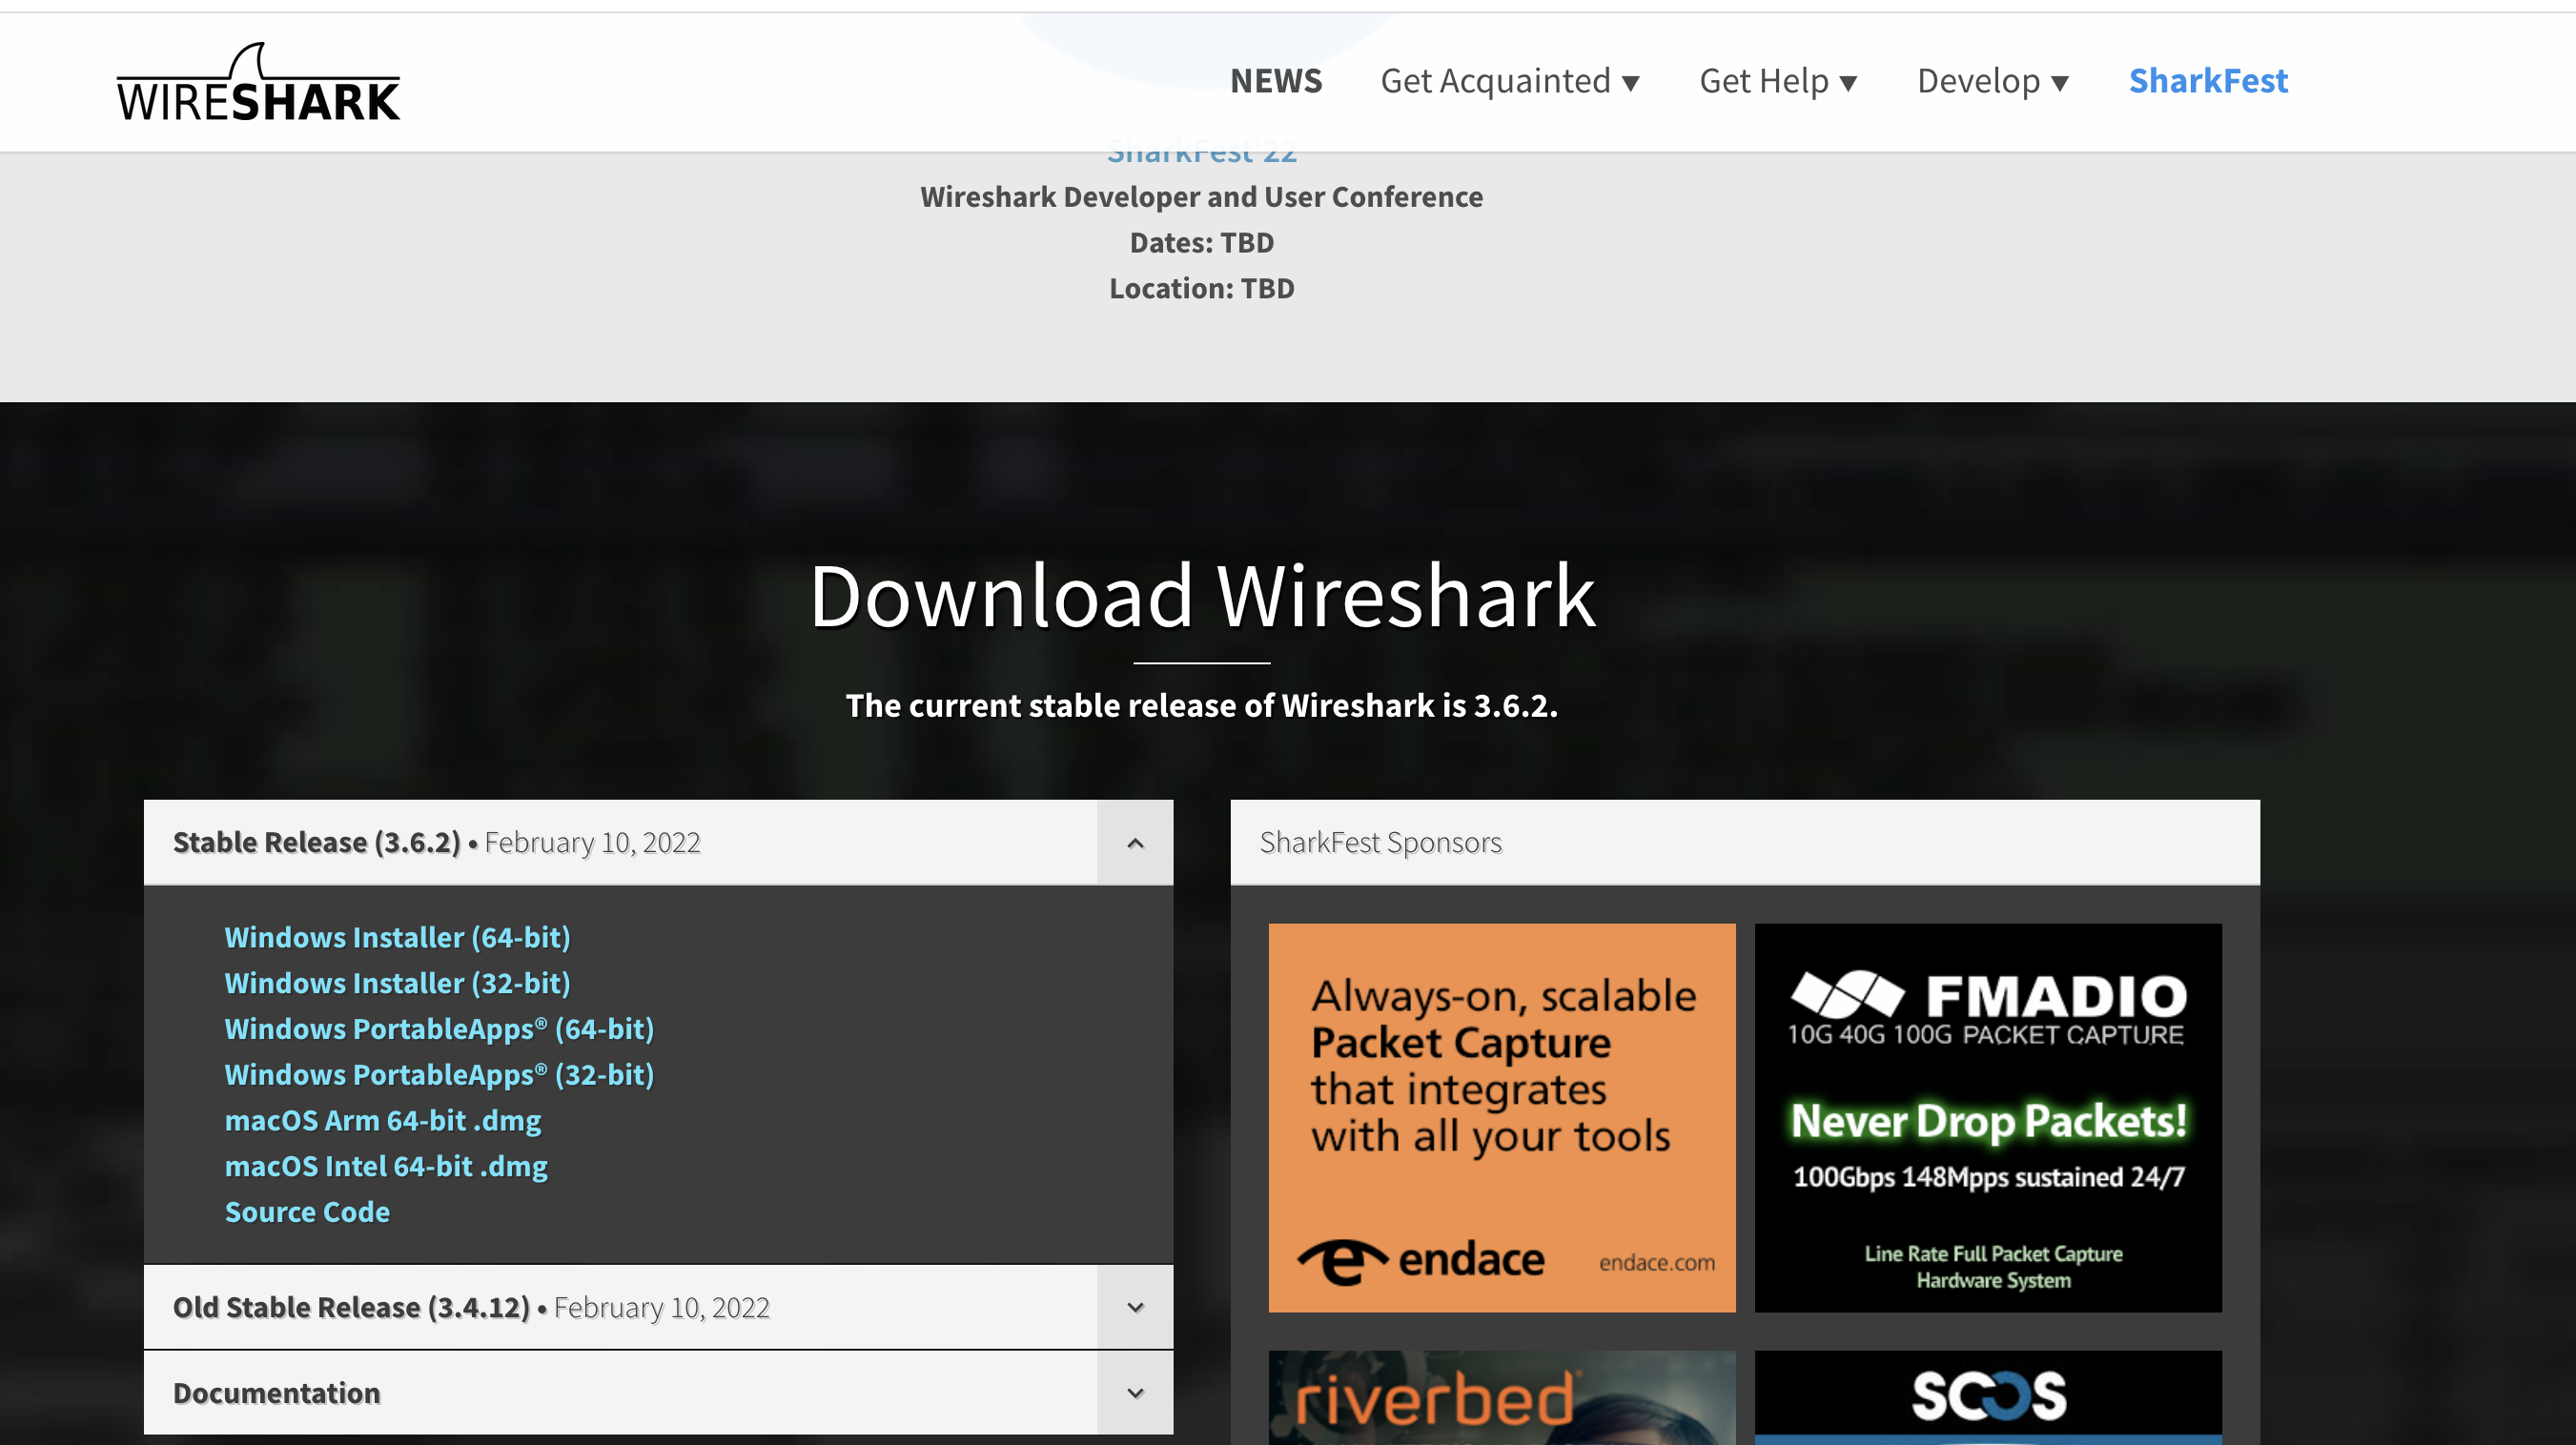 WIRESHARK
NEWS Get Acquainted ▼ Get Help ▼ Develop ▼ SharkFest
SharkFest'22
Wireshark Developer and User Conference
Dates: TBD
Location: TBD
Download Wireshark
The current stable release of Wireshark is 3.6.2.
Stable Release (3.6.2) • February 10, 2022
Windows Installer (64-bit)
Windows Installer (32-bit)
Windows PortableApps® (64-bit)
Windows PortableApps® (32-bit)
macOS Arm 64-bit .dmg
macOS Intel 64-bit .dmg
Source Code
Old Stable Release (3.4.12) • February 10, 2022
Documentation
SharkFest Sponsors
Always-on, scalable
Packet Capture
that integrates
with all your tools
endace endace.com
FMADIO
10G 40G 100G PACKET CAPTURE
Never Drop Packets!
100Gbps 148Mpps sustained 24/7
Line Rate Full Packet Capture
Hardware System
riverbed
SCOS